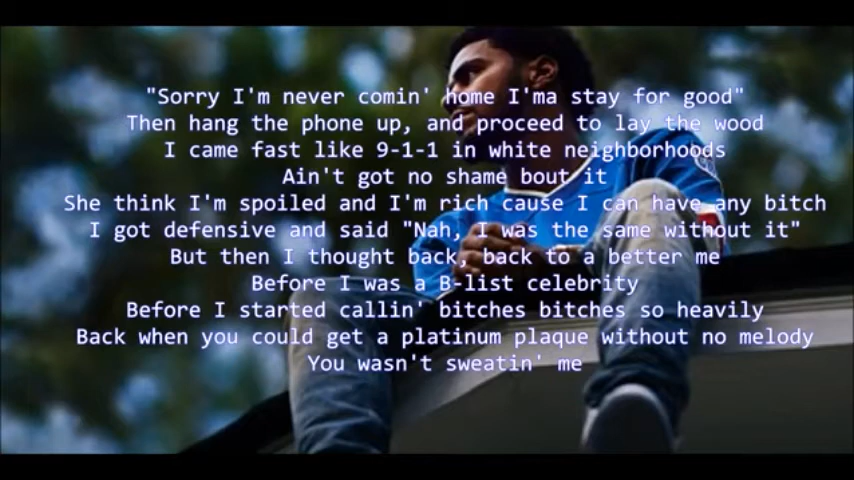 "Sorry I'm never comin' home I'ma stay for good"
Then hang the phone up, and proceed to lay the wood
I came fast like 9-1-1 in white neighborhoods
Ain't got no shame bout it
She think I'm spoiled and I'm rich cause I can have any bitch
I got defensive and said "Nah, I was the same without it"
But then I thought back, back to a better me
Before I was a B-list celebrity
Before I started callin' bitches bitches so heavily
Back when you could get a platinum plaque without no melody
You wasn't sweatin' me